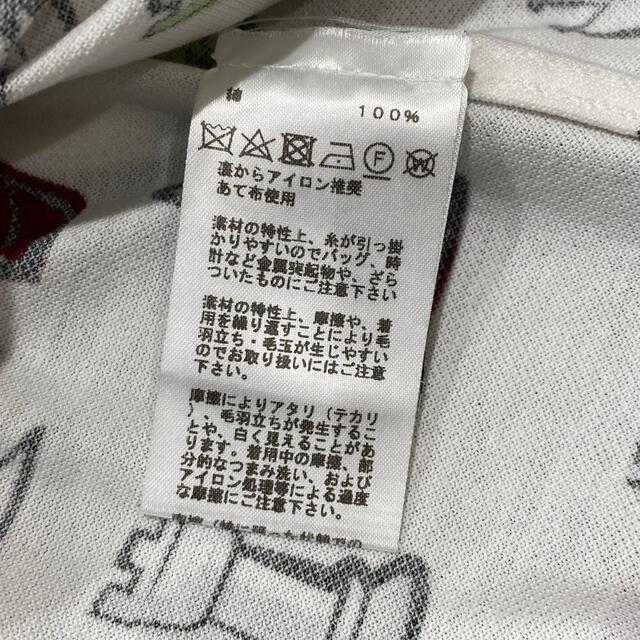 綿
100%
F
W
裏からアイロン推奨
あて布使用
素材の特性上、糸が引っ掛
かりやすいのでバッグ、時
計など金属突起物や、ざら
ついたものにご注意下さい
素材の特性上、摩擦や、着
用を繰り返すことにより毛
羽立ち・毛玉が生じやすい
のでお取り扱いにはご注意
下さい。
摩擦によりアタリ（テカリ
）、毛羽立ちが発生するこ
とや、白く見えることがあ
ります。着用中の摩擦、部
分的なつまみ洗い、および
アイロン処理等による過度
な摩擦にご注意下さい。